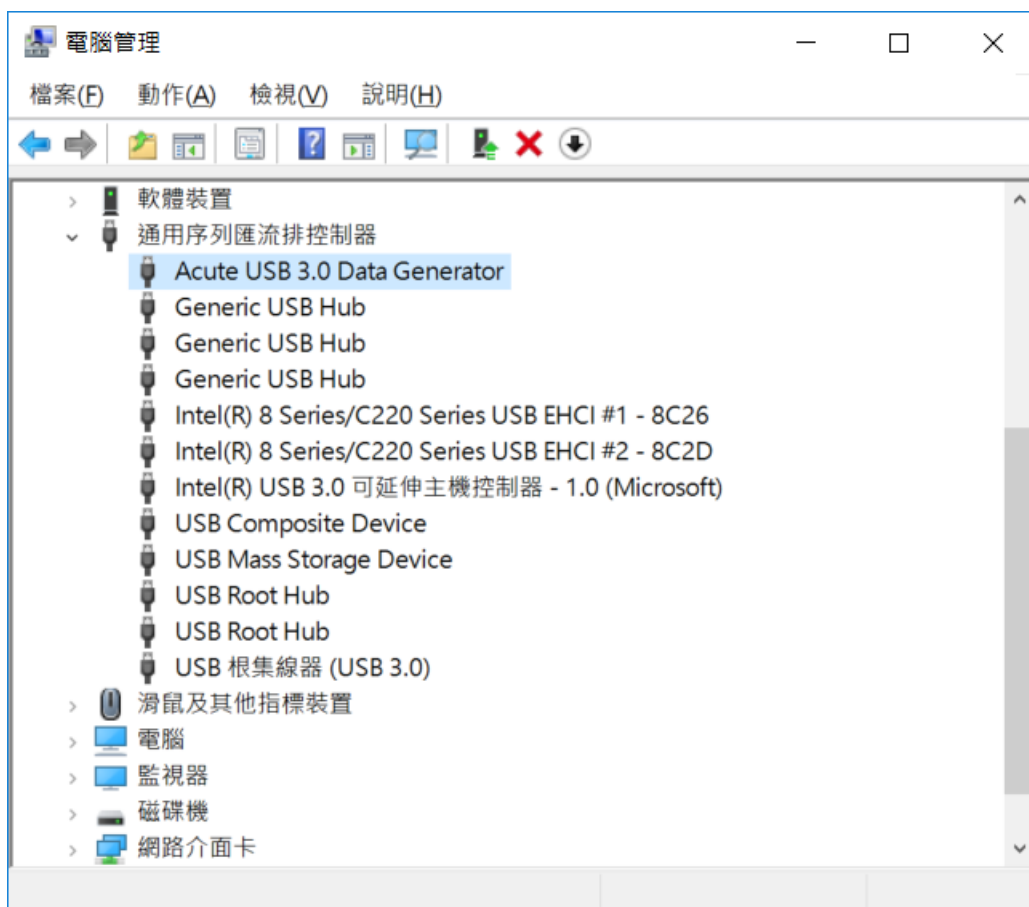 電腦管理
檔案(F) 動作(A) 檢視(V) 說明(H)
軟體裝置
通用序列匯流排控制器
Acute USB 3.0 Data Generator
Generic USB Hub
Generic USB Hub
Generic USB Hub
Intel(R) 8 Series/C220 Series USB EHCI #1 - 8C26
Intel(R) 8 Series/C220 Series USB EHCI #2 - 8C2D
Intel(R) USB 3.0 可延伸主機控制器 - 1.0 (Microsoft)
USB Composite Device
USB Mass Storage Device
USB Root Hub
USB Root Hub
USB 根集線器 (USB 3.0)
滑鼠及其他指標裝置
電腦
監視器
磁碟機
網路介面卡